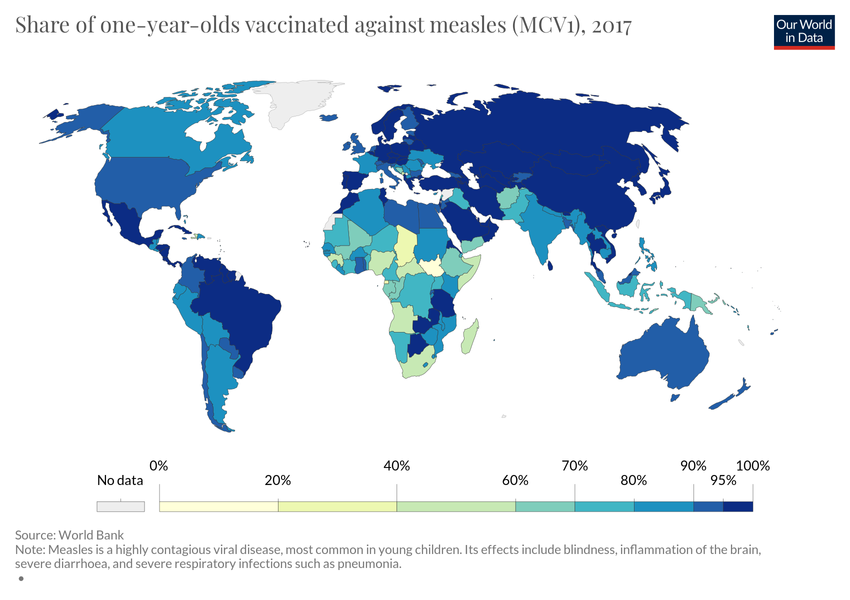 Share of one-year-olds vaccinated against measles (MCV1), 2017
Our World
in Data
No data
0%
20%
40%
60%
70%
80%
90%
95%
100%
Source: World Bank
Note: Measles is a highly contagious viral disease, most common in young children. Its effects include blindness, inflammation of the brain,
severe diarrhoea, and severe respiratory infections such as pneumonia.